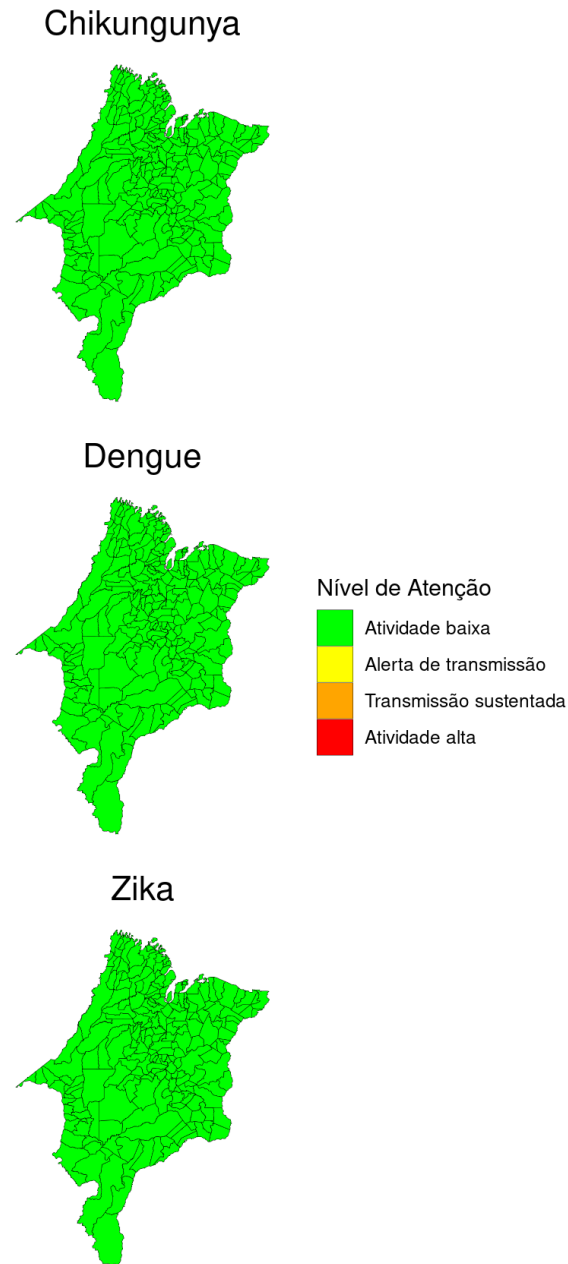 Chikungunya
Dengue
Nível de Atenção
Atividade baixa
Alerta de transmissão
Transmissão sustentada
Atividade alta
Zika